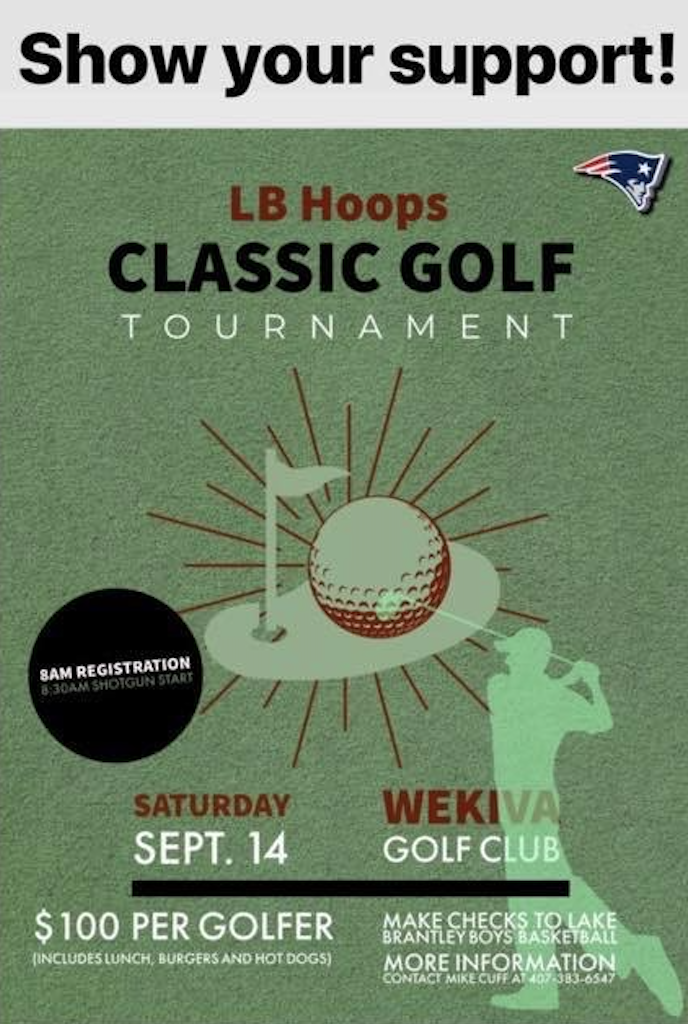 Show your support!
LB Hoops
CLASSIC GOLF
TOURNAMENT
8AM REGISTRATION
8:30AM SHOTGUN START
SATURDAY
SEPT. 14
WEKIVA
GOLF CLUB
$100 PER GOLFER
(INCLUDES LUNCH, BURGERS AND HOT DOGS)
MAKE CHECKS TO LAKE
BRANTLEY BOYS BASKETBALL
MORE INFORMATION
CONTACT MIKE CUFF AT 407-383-6547